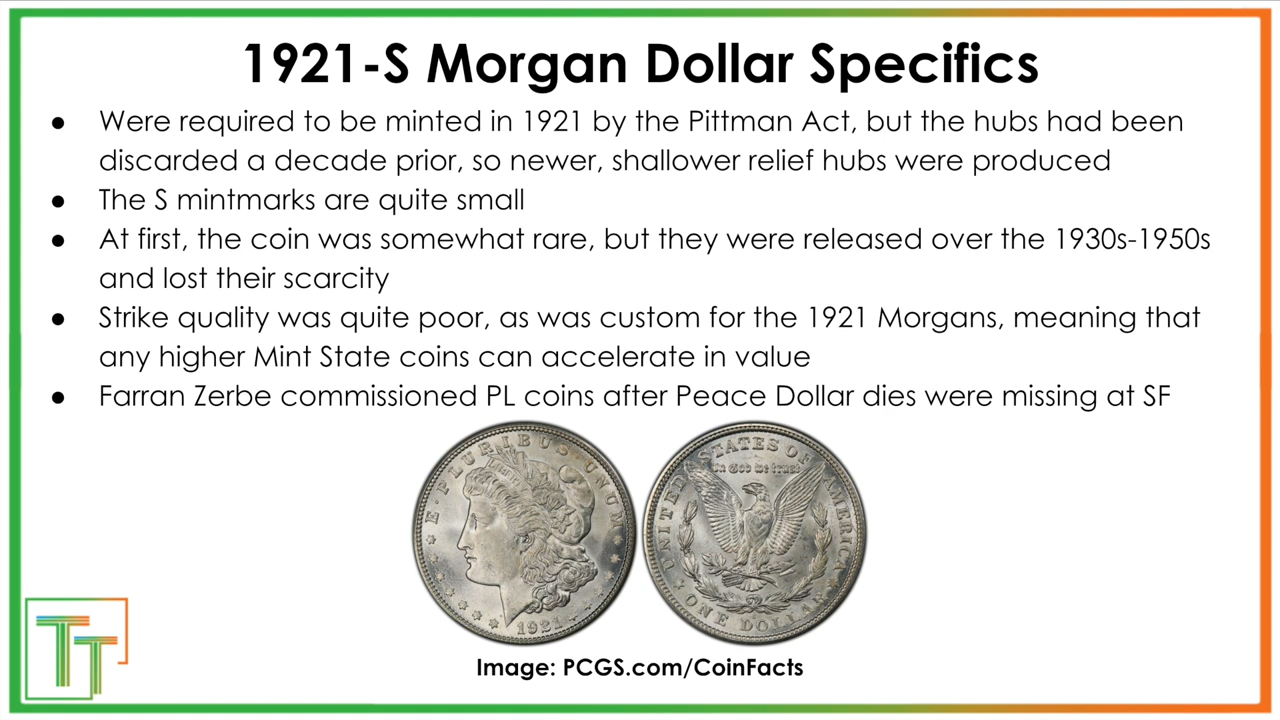 1921-S Morgan Dollar Specifics
● Were required to be minted in 1921 by the Pittman Act, but the hubs had been
discarded a decade prior, so newer, shallower relief hubs were produced
● The S mintmarks are quite small
● At first, the coin was somewhat rare, but they were released over the 1930s-1950s
and lost their scarcity
● Strike quality was quite poor, as was custom for the 1921 Morgans, meaning that
any higher Mint State coins can accelerate in value
● Farran Zerbe commissioned PL coins after Peace Dollar dies were missing at SF
E·PLURIBUS·UNUM
1921
UNITED STATES OF AMERICA
In God we trust
ONE DOLLAR
TT
Image: PCGS.com/CoinFacts